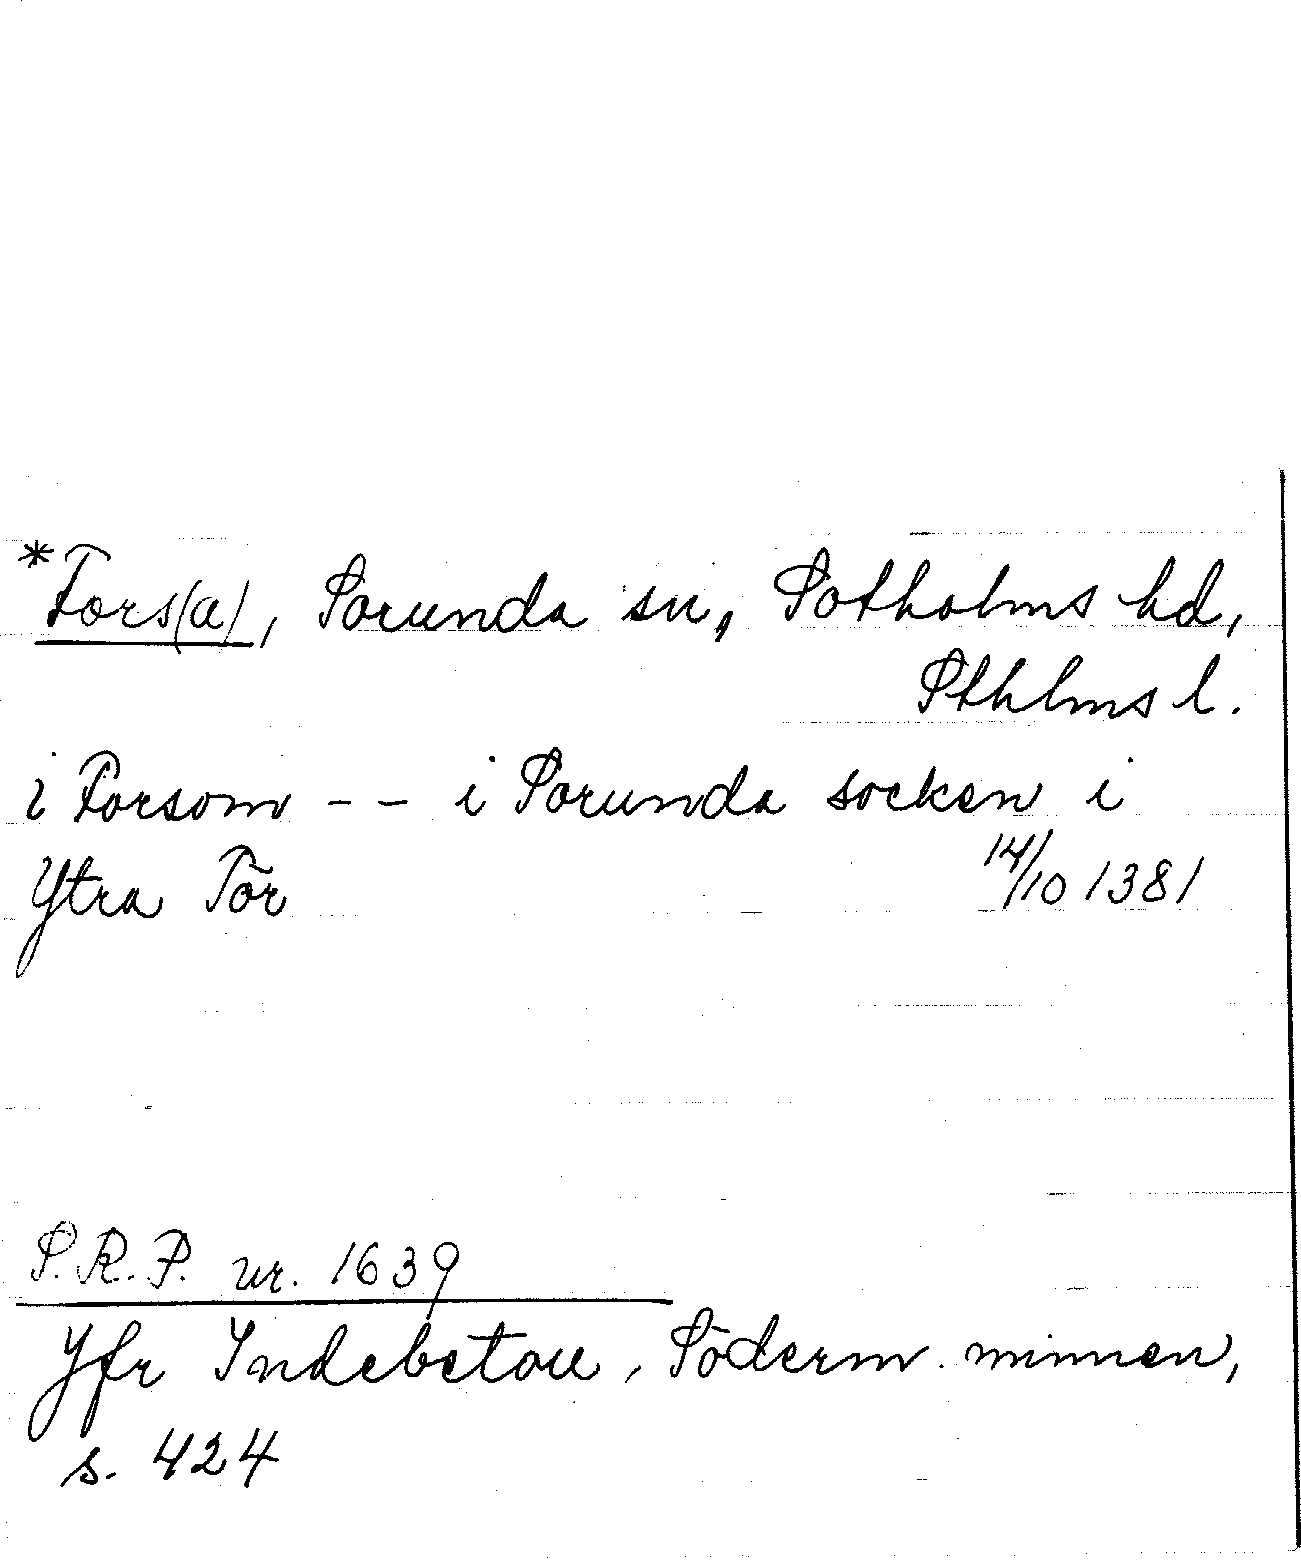 *Fors(a), Sorunda sn, Sotholms hd,
Sthlms l.
i Forsom - - i Sorunda socken i
Ytra Tör 14/10 1381
S.R.P. nr. 1639
Jfr Indebetou, Söderm. minnen,
s. 424